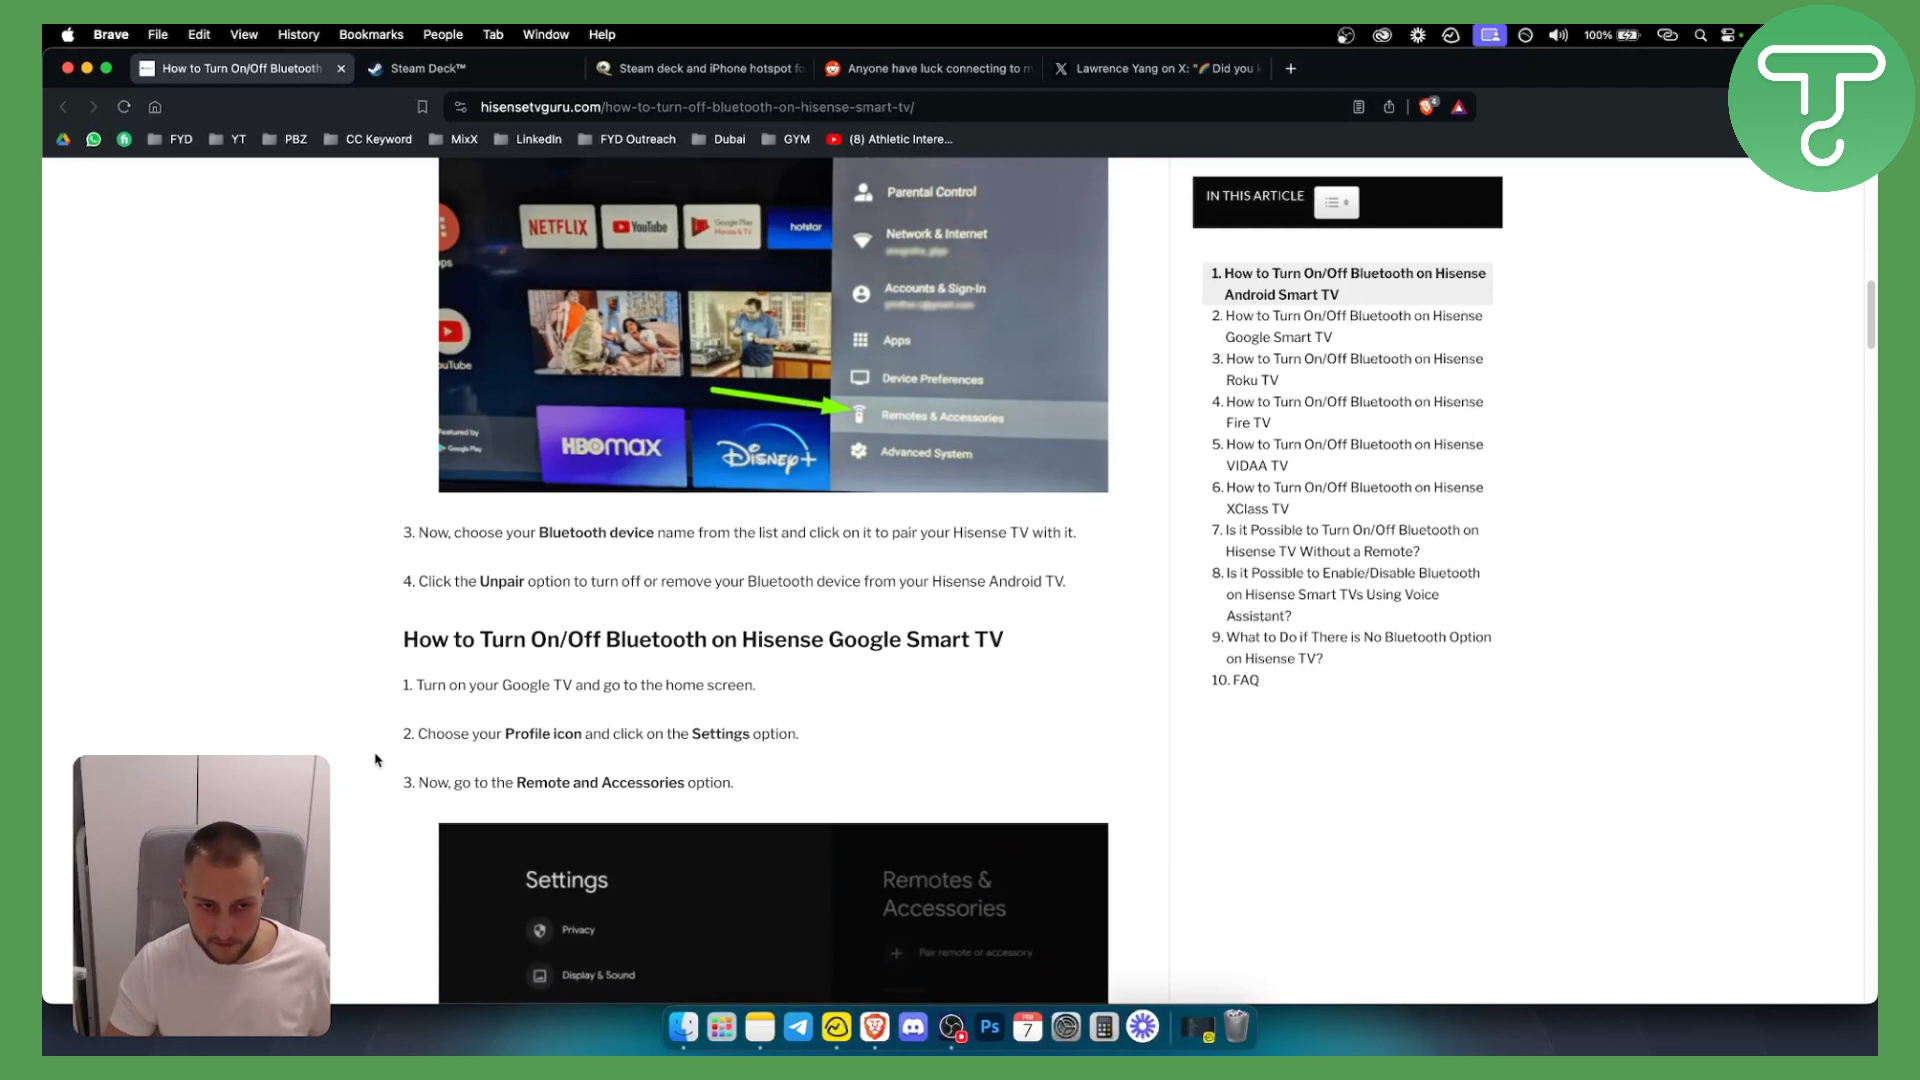 Brave File Edit View History Bookmarks People Tab Window Help 100%
How to Turn On/Off Bluetooth Steam Deck™ Steam deck and iPhone hotspot fo Anyone have luck connecting to m Lawrence Yang on X: "🌈 Did you k
hisensetvguru.com/how-to-turn-off-bluetooth-on-hisense-smart-tv/ 4
FYD YT PBZ CC Keyword MixX LinkedIn FYD Outreach Dubai GYM (8) Athletic Intere...
Parental Control
NETFLIX YouTube Google Play Movies & TV hotstar
Network & Internet
ps
Accounts & Sign-In
Apps
uTube
Device Preferences
Remotes & Accessories
Featured by
Google Play
HBOMAX DISNEY+
Advanced System
3. Now, choose your Bluetooth device name from the list and click on it to pair your Hisense TV with it.
4. Click the Unpair option to turn off or remove your Bluetooth device from your Hisense Android TV.
How to Turn On/Off Bluetooth on Hisense Google Smart TV
1. Turn on your Google TV and go to the home screen.
2. Choose your Profile icon and click on the Settings option.
3. Now, go to the Remote and Accessories option.
Settings
Privacy
Display & Sound
Remotes &
Accessories
Pair remote or accessory
IN THIS ARTICLE
1. How to Turn On/Off Bluetooth on Hisense
Android Smart TV
2. How to Turn On/Off Bluetooth on Hisense
Google Smart TV
3. How to Turn On/Off Bluetooth on Hisense
Roku TV
4. How to Turn On/Off Bluetooth on Hisense
Fire TV
5. How to Turn On/Off Bluetooth on Hisense
VIDAA TV
6. How to Turn On/Off Bluetooth on Hisense
XClass TV
7. Is it Possible to Turn On/Off Bluetooth on
Hisense TV Without a Remote?
8. Is it Possible to Enable/Disable Bluetooth
on Hisense Smart TVs Using Voice
Assistant?
9. What to Do if There is No Bluetooth Option
on Hisense TV?
10. FAQ
Ps
FEB
7